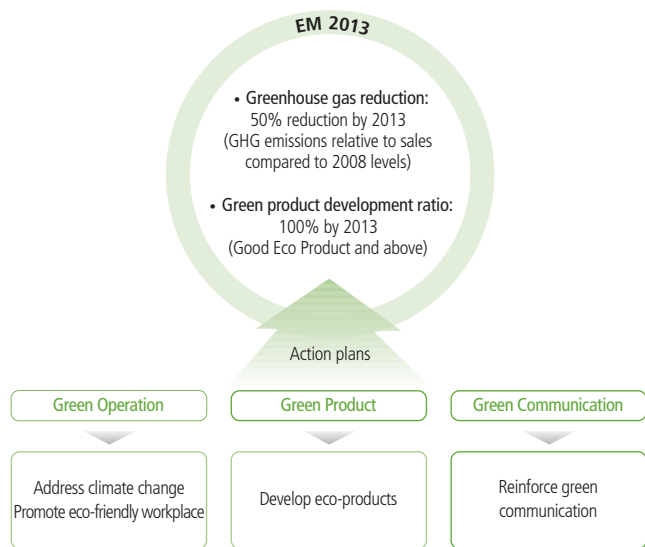 EM 2013
• Greenhouse gas reduction:
50% reduction by 2013
(GHG emissions relative to sales
compared to 2008 levels)
• Green product development ratio:
100% by 2013
(Good Eco Product and above)
Action plans
Green Operation
Green Product
Green Communication
Address climate change
Promote eco-friendly workplace
Develop eco-products
Reinforce green
communication